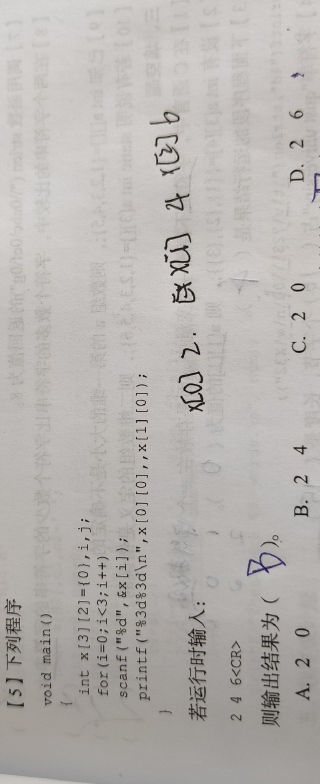 【5】下列程序
void main()
{
int x[3][2]={0},i,j;
for(i=0;i<3;i++)
scanf("%d",&x[i]);
printf("%3d%3d\n",x[0][0],,x[1][0]);
}
若运行时输入: x[0] 2. x[i] 4 x[3] 6
2 4 6<CR>
则输出结果为( B )。
A. 2 0 B. 2 4 C. 2 0 D. 2 6